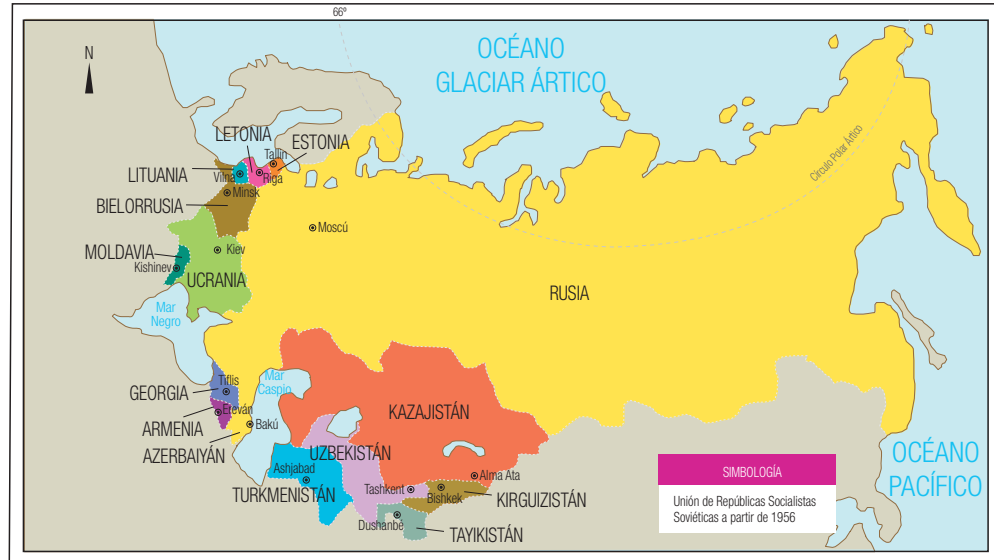 66º
N
OCÉANO
GLACIAR ÁRTICO
Círculo Polar Ártico
LETONIA
ESTONIA
Tallin
LITUANIA
Vilna
Riga
BIELORRUSIA
Minsk
Moscú
MOLDAVIA
Kiev
Kishinev
UCRANIA
RUSIA
Mar
Negro
Tiflis
Mar
Caspio
GEORGIA
Eteván
KAZAJISTÁN
ARMENIA
Bakú
AZERBAIYÁN
UZBEKISTÁN
OCÉANO
PACÍFICO
Ashjabad
Alma Ata
TURKMENISTÁN
Tashkent
Bishkek
KIRGUIZISTÁN
Dushanbé
TAYIKISTÁN
SIMBOLOGÍA
Unión de Repúblicas Socialistas
Soviéticas a partir de 1956